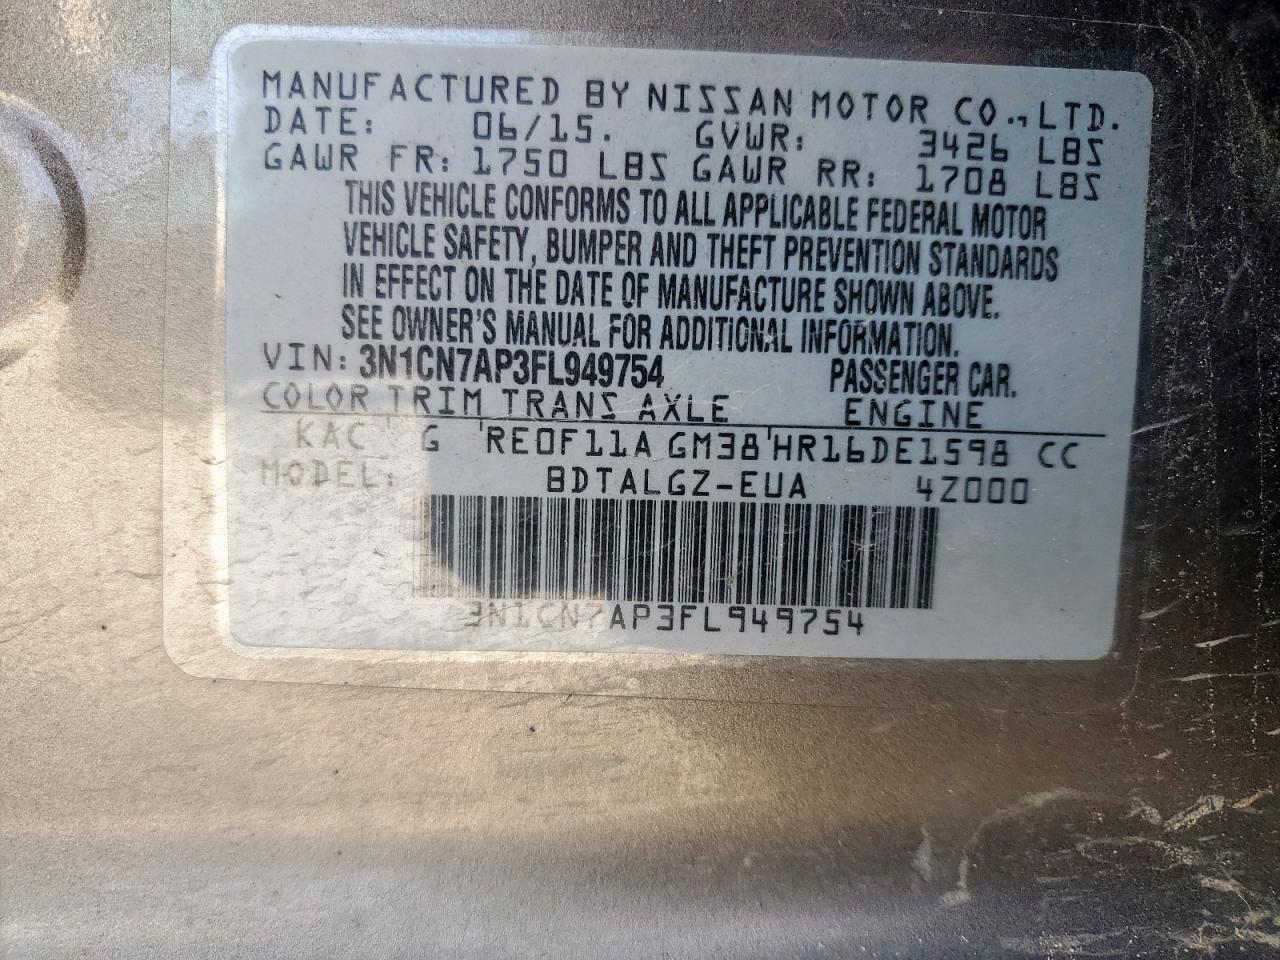 MANUFACTURED BY NISSAN MOTOR CO.,LTD.
DATE: 06/15. GVWR: 3426 LBS
GAWR FR: 1750 LBS GAWR RR: 1708 LBS
THIS VEHICLE CONFORMS TO ALL APPLICABLE FEDERAL MOTOR
VEHICLE SAFETY, BUMPER AND THEFT PREVENTION STANDARDS
IN EFFECT ON THE DATE OF MANUFACTURE SHOWN ABOVE.
SEE OWNER'S MANUAL FOR ADDITIONAL INFORMATION.
VIN: 3N1CN7AP3FL949754 PASSENGER CAR.
COLOR TRIM TRANS AXLE ENGINE
KAC G RE0F11A GM38 HR16DE1598 CC
MODEL: BDTALGZ-EUA 4Z000
3N1CN7AP3FL949754